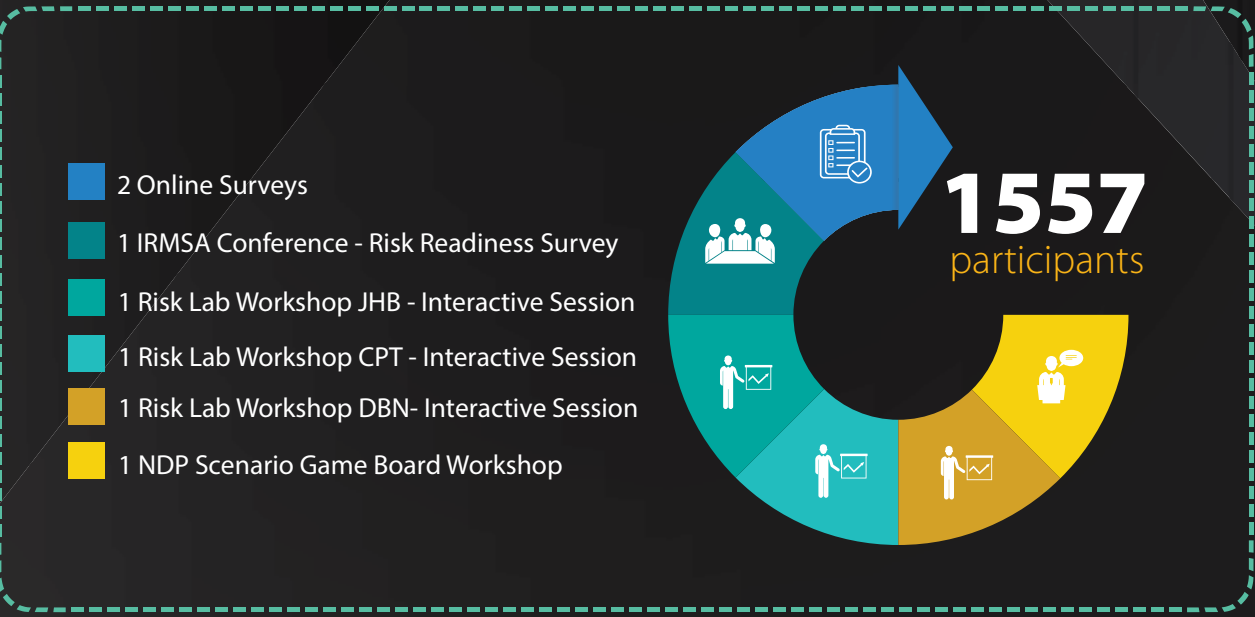 2 Online Surveys
1 IRMSA Conference - Risk Readiness Survey
1 Risk Lab Workshop JHB - Interactive Session
1 Risk Lab Workshop CPT - Interactive Session
1 Risk Lab Workshop DBN- Interactive Session
1 NDP Scenario Game Board Workshop
1557
participants